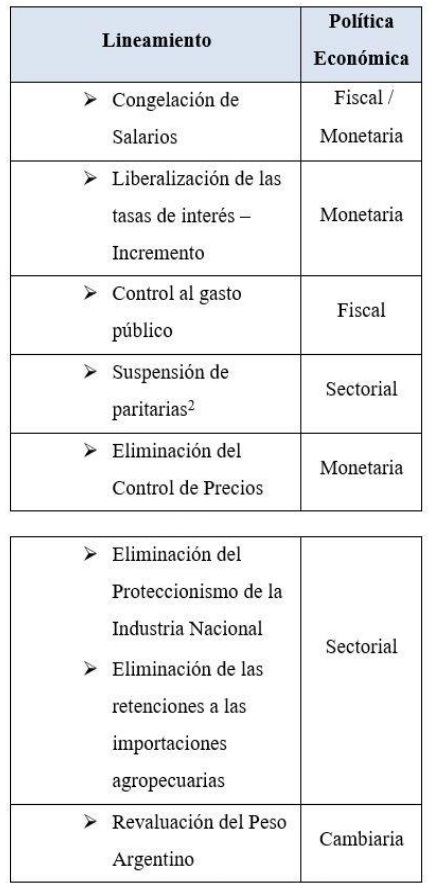 Lineamiento
Política
Económica
➤ Congelación de
Salarios
Fiscal /
Monetaria
➤ Liberalización de las
tasas de interés –
Incremento
Monetaria
➤ Control al gasto
público
Fiscal
➤ Suspensión de
paritarias²
Sectorial
➤ Eliminación del
Control de Precios
Monetaria
➤ Eliminación del
Proteccionismo de la
Industria Nacional
➤ Eliminación de las
retenciones a las
importaciones
agropecuarias
Sectorial
➤ Revaluación del Peso
Argentino
Cambiaria